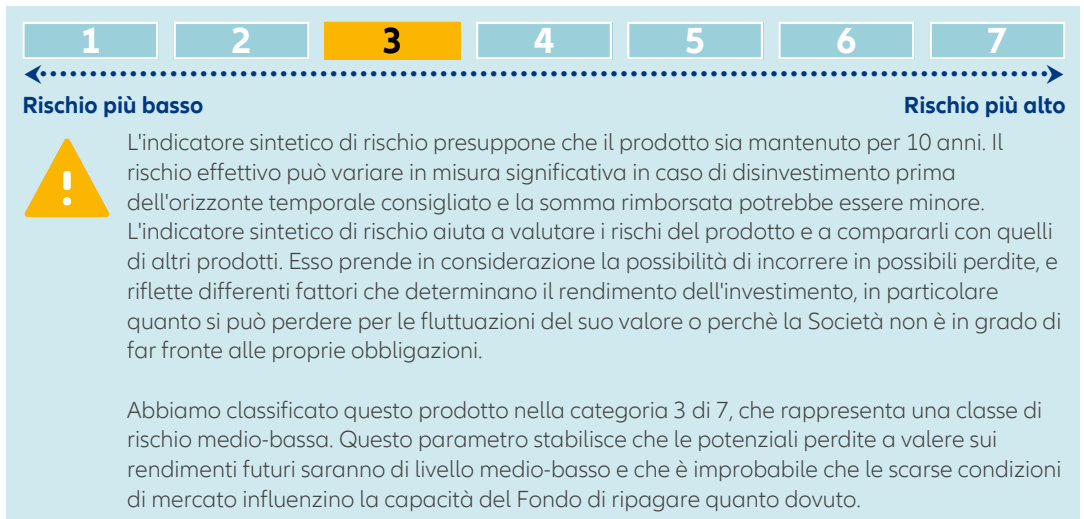 1 2 3 4 5 6 7
Rischio più basso Rischio più alto
L'indicatore sintetico di rischio presuppone che il prodotto sia mantenuto per 10 anni. Il
rischio effettivo può variare in misura significativa in caso di disinvestimento prima
dell'orizzonte temporale consigliato e la somma rimborsata potrebbe essere minore.
L'indicatore sintetico di rischio aiuta a valutare i rischi del prodotto e a compararli con quelli
di altri prodotti. Esso prende in considerazione la possibilità di incorrere in possibili perdite, e
riflette differenti fattori che determinano il rendimento dell'investimento, in particolare
quanto si può perdere per le fluttuazioni del suo valore o perchè la Società non è in grado di
far fronte alle proprie obbligazioni.
Abbiamo classificato questo prodotto nella categoria 3 di 7, che rappresenta una classe di
rischio medio-bassa. Questo parametro stabilisce che le potenziali perdite a valere sui
rendimenti futuri saranno di livello medio-basso e che è improbabile che le scarse condizioni
di mercato influenzino la capacità del Fondo di ripagare quanto dovuto.